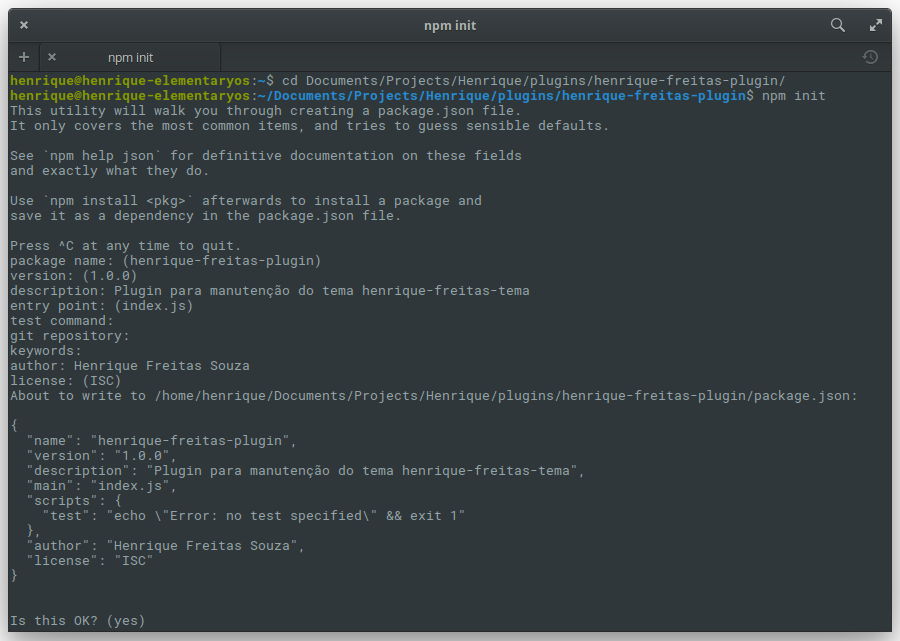 npm init
npm init
henrique@henrique-elementaryos:~$ cd Documents/Projects/Henrique/plugins/henrique-freitas-plugin/
henrique@henrique-elementaryos:~/Documents/Projects/Henrique/plugins/henrique-freitas-plugin$ npm init
This utility will walk you through creating a package.json file.
It only covers the most common items, and tries to guess sensible defaults.

See `npm help json` for definitive documentation on these fields
and exactly what they do.

Use `npm install <pkg>` afterwards to install a package and
save it as a dependency in the package.json file.

Press ^C at any time to quit.
package name: (henrique-freitas-plugin)
version: (1.0.0)
description: Plugin para manutenção do tema henrique-freitas-tema
entry point: (index.js)
test command:
git repository:
keywords:
author: Henrique Freitas Souza
license: (ISC)
About to write to /home/henrique/Documents/Projects/Henrique/plugins/henrique-freitas-plugin/package.json:

{
  "name": "henrique-freitas-plugin",
  "version": "1.0.0",
  "description": "Plugin para manutenção do tema henrique-freitas-tema",
  "main": "index.js",
  "scripts": {
    "test": "echo \"Error: no test specified\" && exit 1"
  },
  "author": "Henrique Freitas Souza",
  "license": "ISC"
}

Is this OK? (yes)